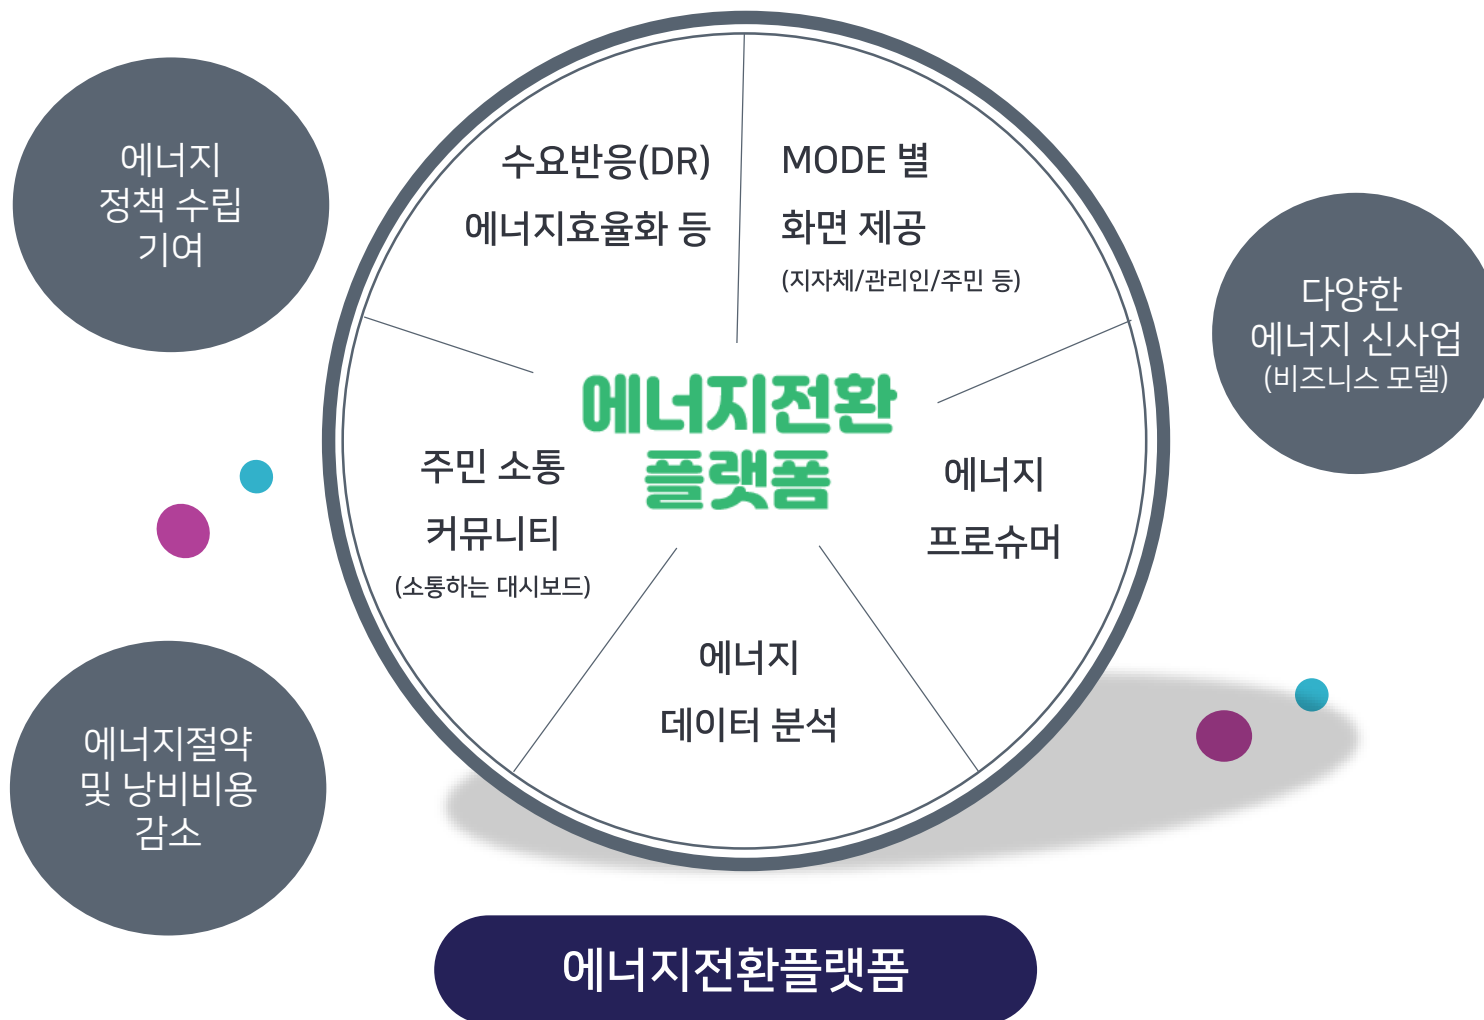 에너지
정책 수립
기여
수요반응(DR)
에너지효율화 등
MODE 별
화면 제공
(지자체/관리인/주민 등)
다양한
에너지 신사업
(비즈니스 모델)
에너지전환
플랫폼
주민 소통
커뮤니티
(소통하는 대시보드)
에너지
프로슈머
에너지
데이터 분석
에너지절약
및 낭비비용
감소
에너지전환플랫폼